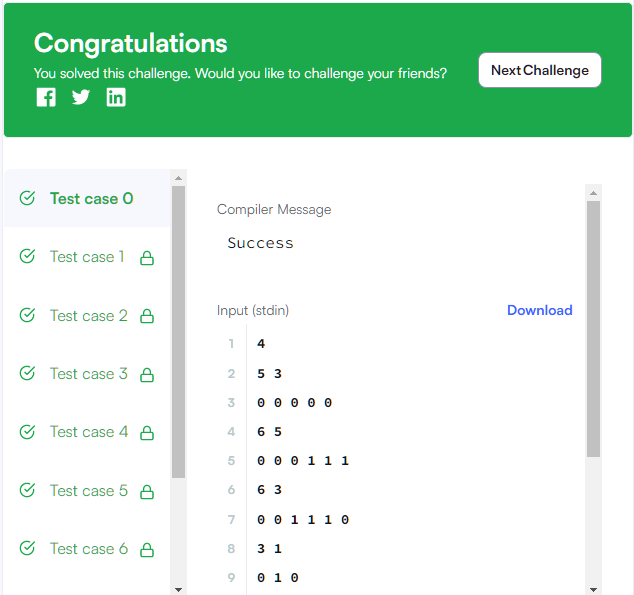 Congratulations
You solved this challenge. Would you like to challenge your friends?
Next Challenge
Test case 0
Test case 1
Test case 2
Test case 3
Test case 4
Test case 5
Test case 6
Compiler Message
Success
Input (stdin)
Download
1 4
2 5 3
3 0 0 0 0 0
4 6 5
5 0 0 0 1 1 1
6 6 3
7 0 0 1 1 1 0
8 3 1
9 0 1 0